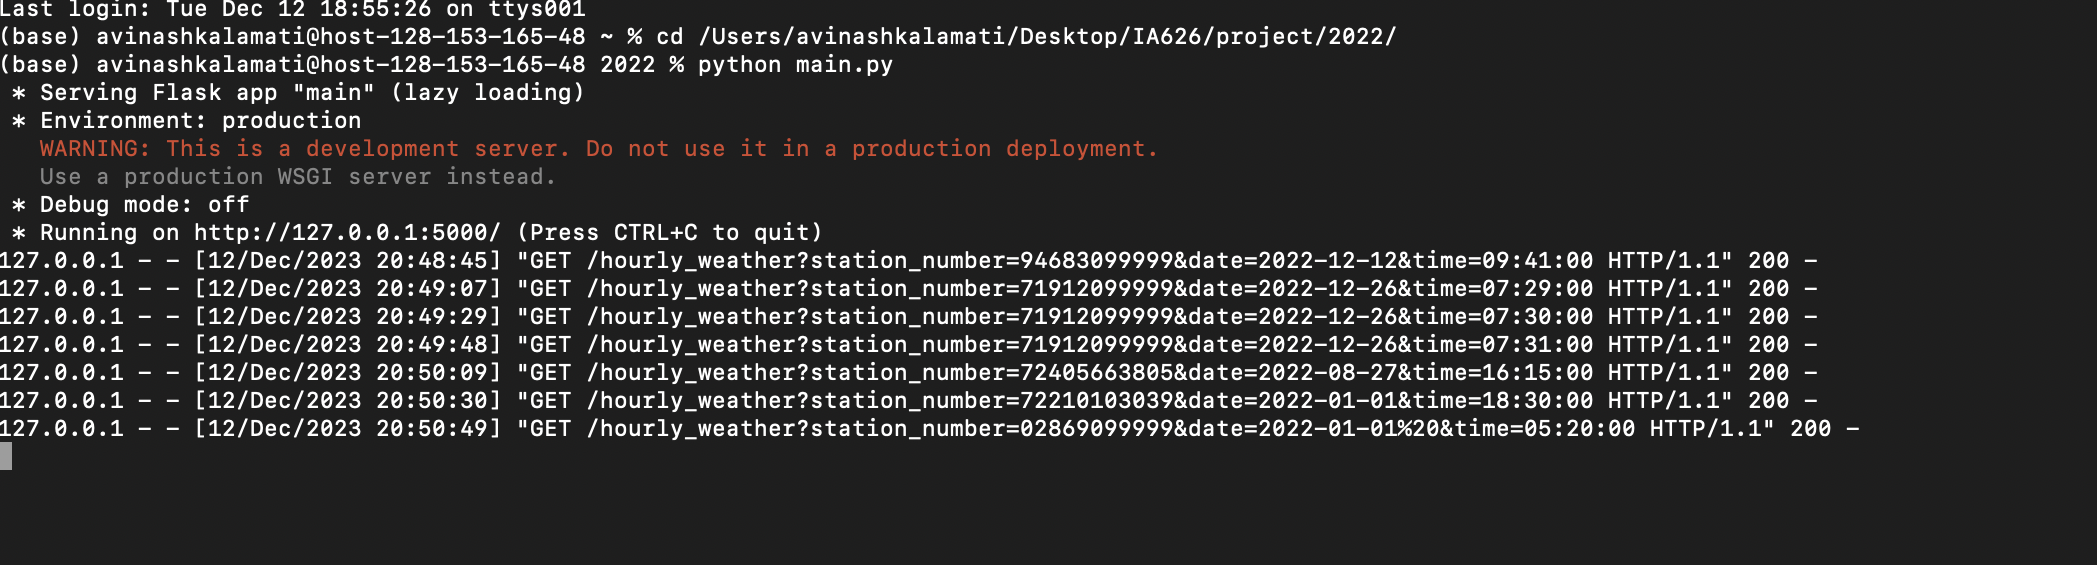 Last login: Tue Dec 12 18:55:26 on ttys001
(base) avinashkalamati@host-128-153-165-48 ~ % cd /Users/avinashkalamati/Desktop/IA626/project/2022/
(base) avinashkalamati@host-128-153-165-48 2022 % python main.py
 * Serving Flask app "main" (lazy loading)
 * Environment: production
   WARNING: This is a development server. Do not use it in a production deployment.
   Use a production WSGI server instead.
 * Debug mode: off
 * Running on http://127.0.0.1:5000/ (Press CTRL+C to quit)
127.0.0.1 - - [12/Dec/2023 20:48:45] "GET /hourly_weather?station_number=94683099999&date=2022-12-12&time=09:41:00 HTTP/1.1" 200 -
127.0.0.1 - - [12/Dec/2023 20:49:07] "GET /hourly_weather?station_number=71912099999&date=2022-12-26&time=07:29:00 HTTP/1.1" 200 -
127.0.0.1 - - [12/Dec/2023 20:49:29] "GET /hourly_weather?station_number=71912099999&date=2022-12-26&time=07:30:00 HTTP/1.1" 200 -
127.0.0.1 - - [12/Dec/2023 20:49:48] "GET /hourly_weather?station_number=71912099999&date=2022-12-26&time=07:31:00 HTTP/1.1" 200 -
127.0.0.1 - - [12/Dec/2023 20:50:09] "GET /hourly_weather?station_number=72405663805&date=2022-08-27&time=16:15:00 HTTP/1.1" 200 -
127.0.0.1 - - [12/Dec/2023 20:50:30] "GET /hourly_weather?station_number=72210103039&date=2022-01-01&time=18:30:00 HTTP/1.1" 200 -
127.0.0.1 - - [12/Dec/2023 20:50:49] "GET /hourly_weather?station_number=02869099999&date=2022-01-01%20&time=05:20:00 HTTP/1.1" 200 -